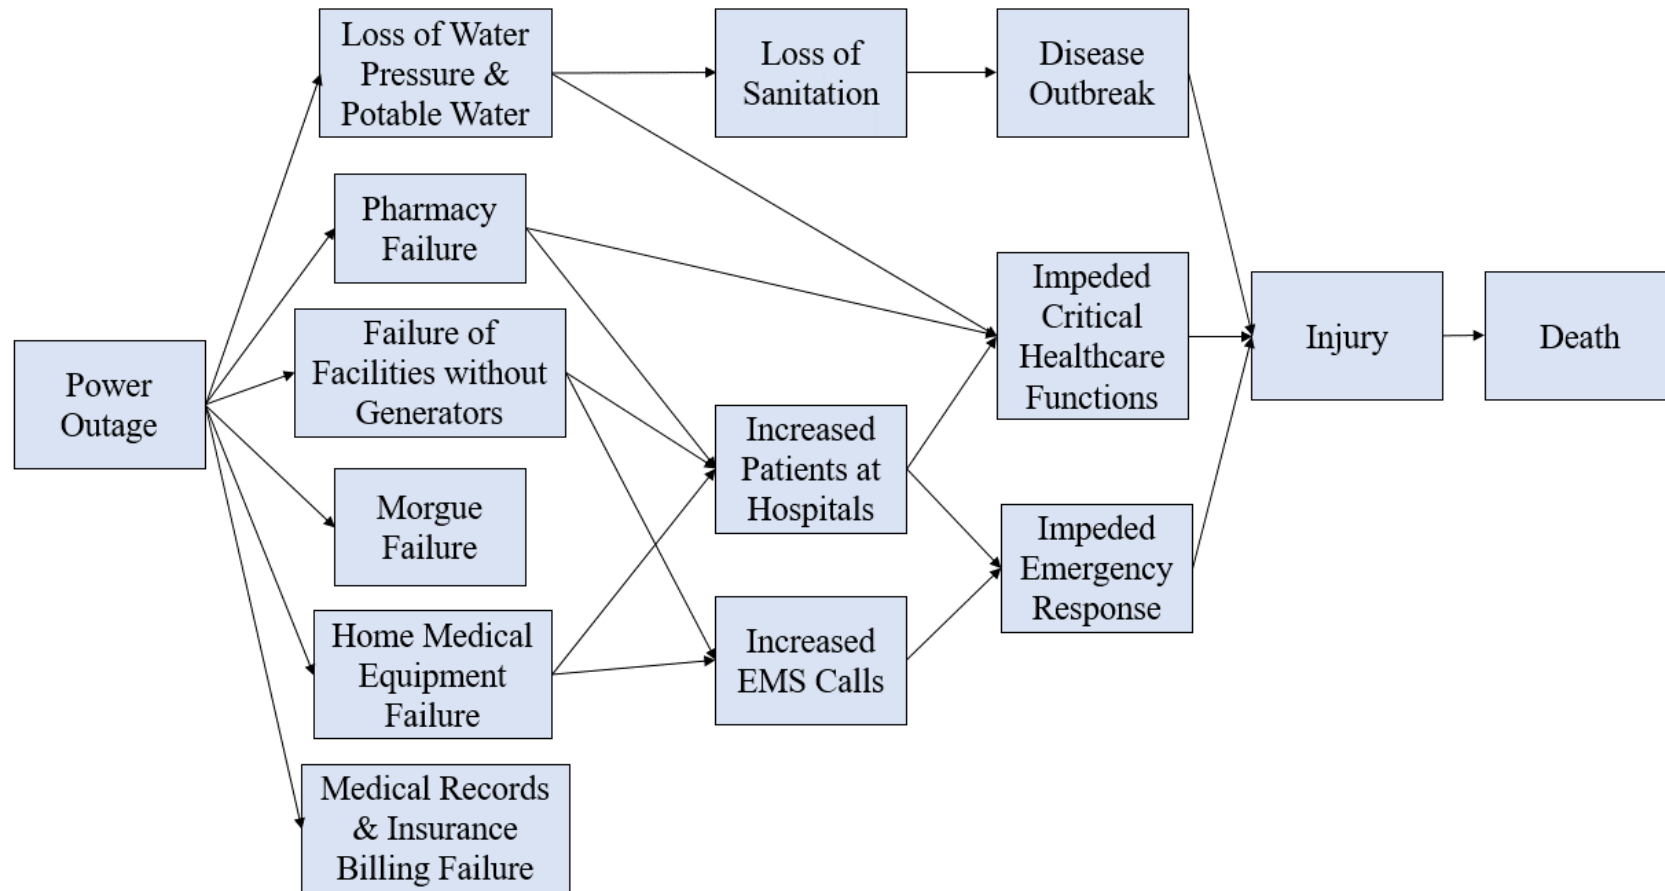 Loss of Water
Pressure &
Potable Water
Loss of
Sanitation
Disease
Outbreak
Pharmacy
Failure
Impeded
Critical
Healthcare
Functions
Injury
Death
Failure of
Facilities without
Generators
Power
Outage
Increased
Patients at
Hospitals
Morgue
Failure
Impeded
Emergency
Response
Home Medical
Equipment
Failure
Increased
EMS Calls
Medical Records
& Insurance
Billing Failure